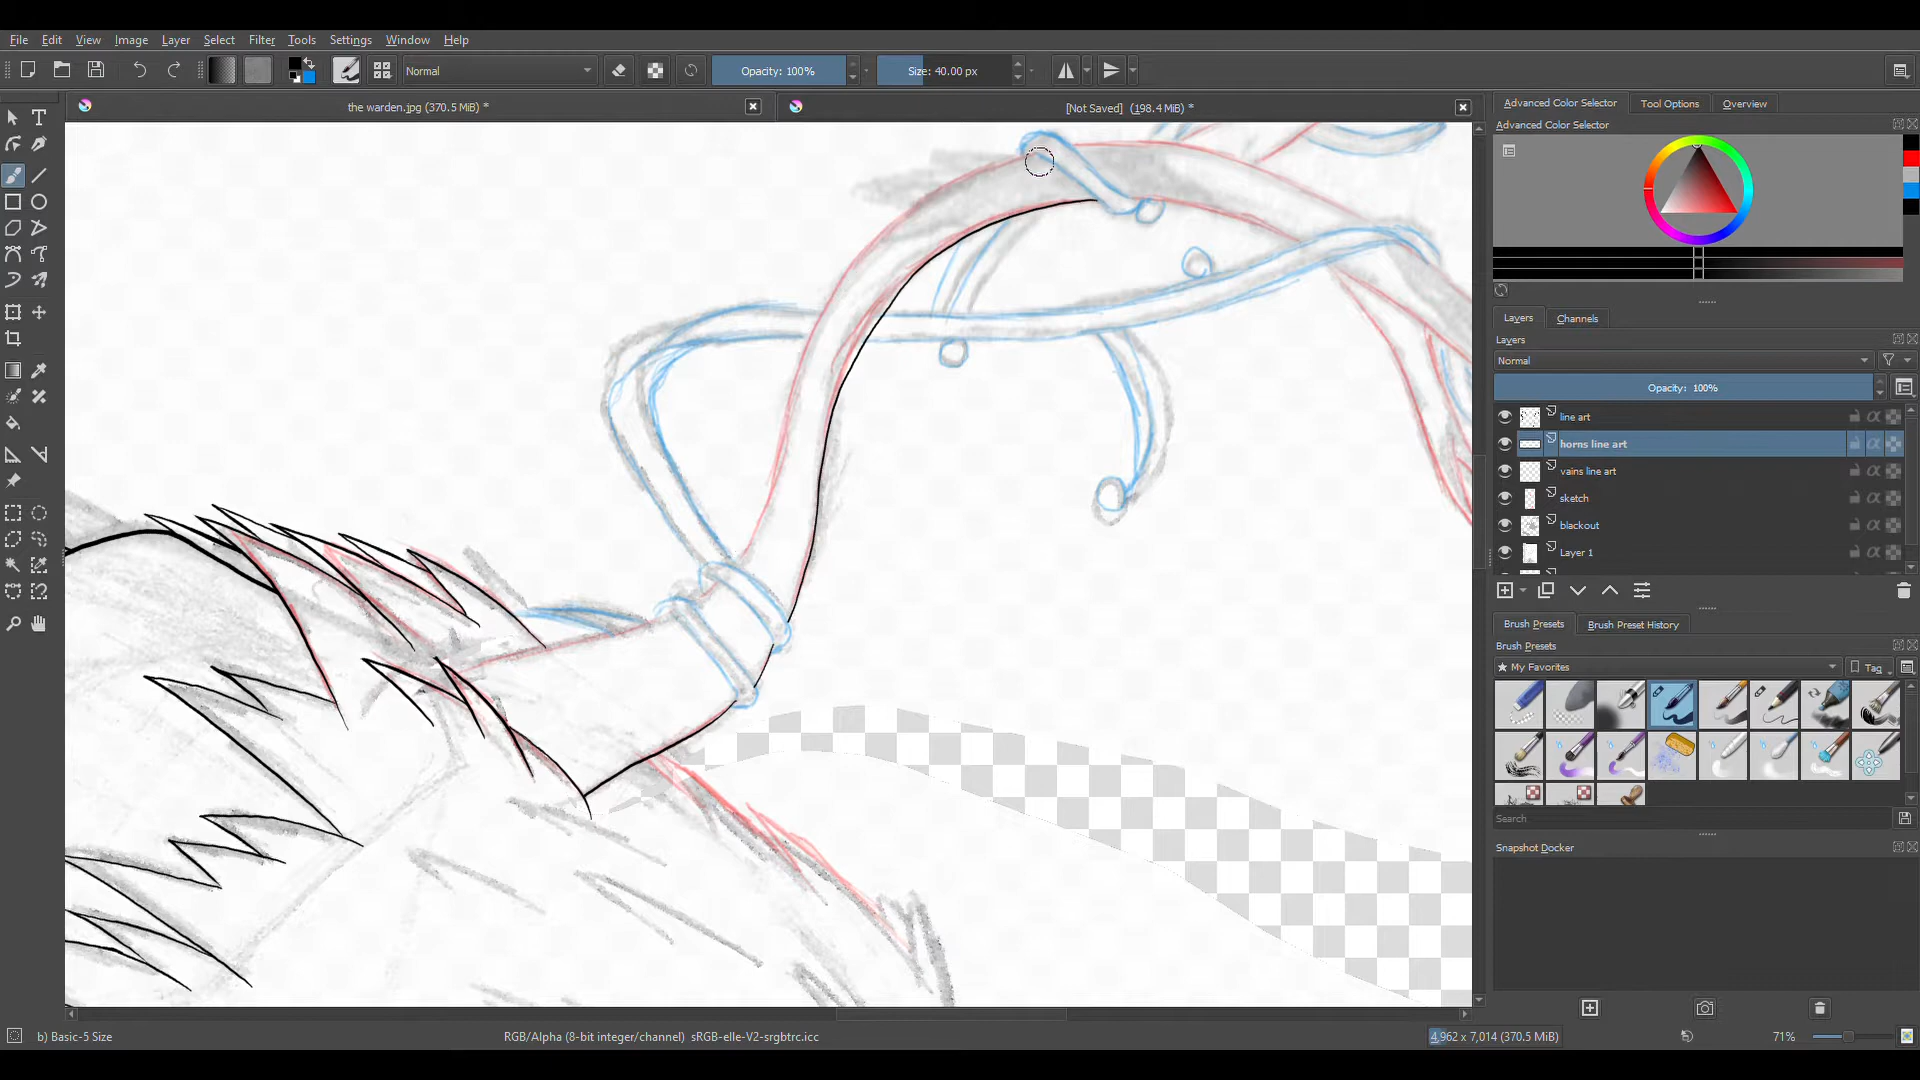 File Edit View Image Layer Select Filter Tools Settings Window Help
Normal
Opacity: 100%
Size: 40.00 px
the warden.jpg (370.5 MiB) *
[Not Saved] (198.4 MiB) *
Advanced Color Selector
Tool Options
Overview
Advanced Color Selector
Layers
Channels
Layers
Normal
Opacity: 100%
line art
horns line art
vains line art
sketch
blackout
Layer 1
Brush Presets
Brush Preset History
Brush Presets
★ My Favorites
Tag
Search
Snapshot Docker
b) Basic-5 Size
RGB/Alpha (8-bit integer/channel) sRGB-elle-V2-srgbtrc.icc
4,962 x 7,014 (370.5 MiB)
71%